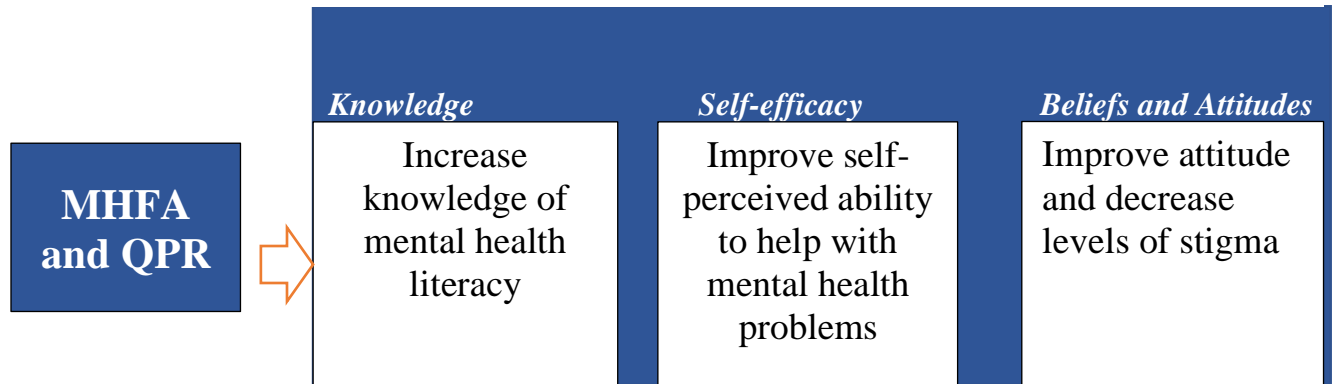 MHFA
and QPR
Knowledge
Increase
knowledge of
mental health
literacy
Self-efficacy
Improve self-
perceived ability
to help with
mental health
problems
Beliefs and Attitudes
Improve attitude
and decrease
levels of stigma